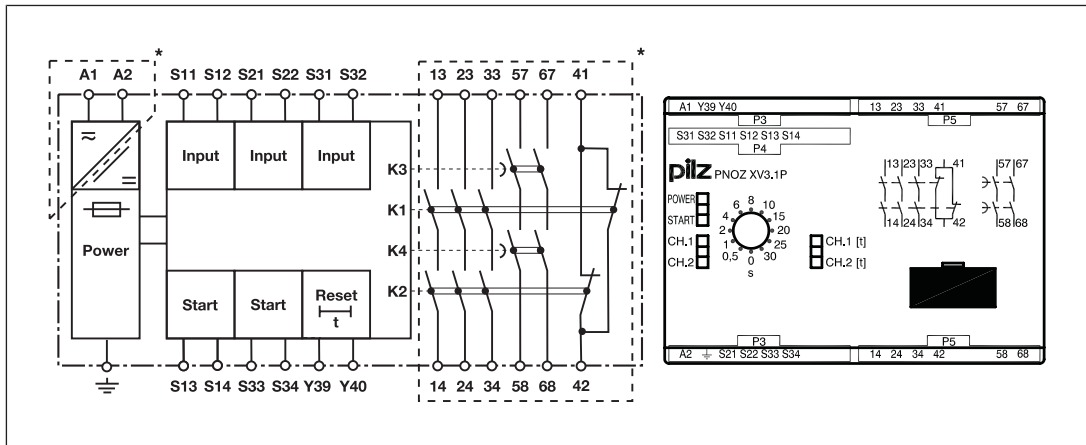 * *
A1 A2 S11 S12 S21 S22 S31 S32 13 23 33 57 67 41
Input Input Input
K3
K1
K4
K2
Power
Start Start Reset
t
S13 S14 S33 S34 Y39 Y40 14 24 34 58 68 42
A1 Y39 Y40 13 23 33 41 57 67
P3 P5
S31 S32 S11 S12 S13 S14
P4
pilz PNOZ XV3.1P
13 23 33 41 57 67
14 24 34 42 58 68
POWER
START
CH.1
CH.2
0,5 1 2 4 6 8 10 15 20 25 30 0
s
CH.1 [t]
CH.2 [t]
P3 P5
A2 S21 S22 S33 S34 14 24 34 42 58 68